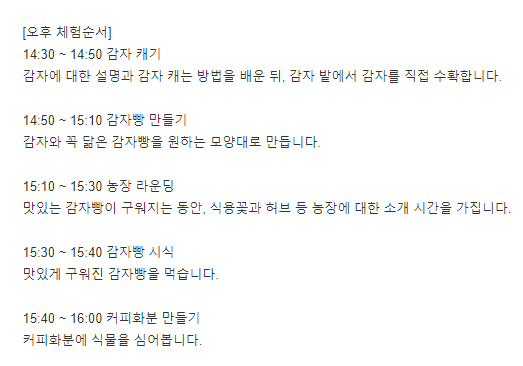 [오후 체험순서]
14:30 ~ 14:50 감자 캐기
감자에 대한 설명과 감자 캐는 방법을 배운 뒤, 감자 밭에서 감자를 직접 수확합니다.
14:50 ~ 15:10 감자빵 만들기
감자와 꼭 닮은 감자빵을 원하는 모양대로 만듭니다.
15:10 ~ 15:30 농장 라운딩
맛있는 감자빵이 구워지는 동안, 식용꽃과 허브 등 농장에 대한 소개 시간을 가집니다.
15:30 ~ 15:40 감자빵 시식
맛있게 구워진 감자빵을 먹습니다.
15:40 ~ 16:00 커피화분 만들기
커피화분에 식물을 심어봅니다.